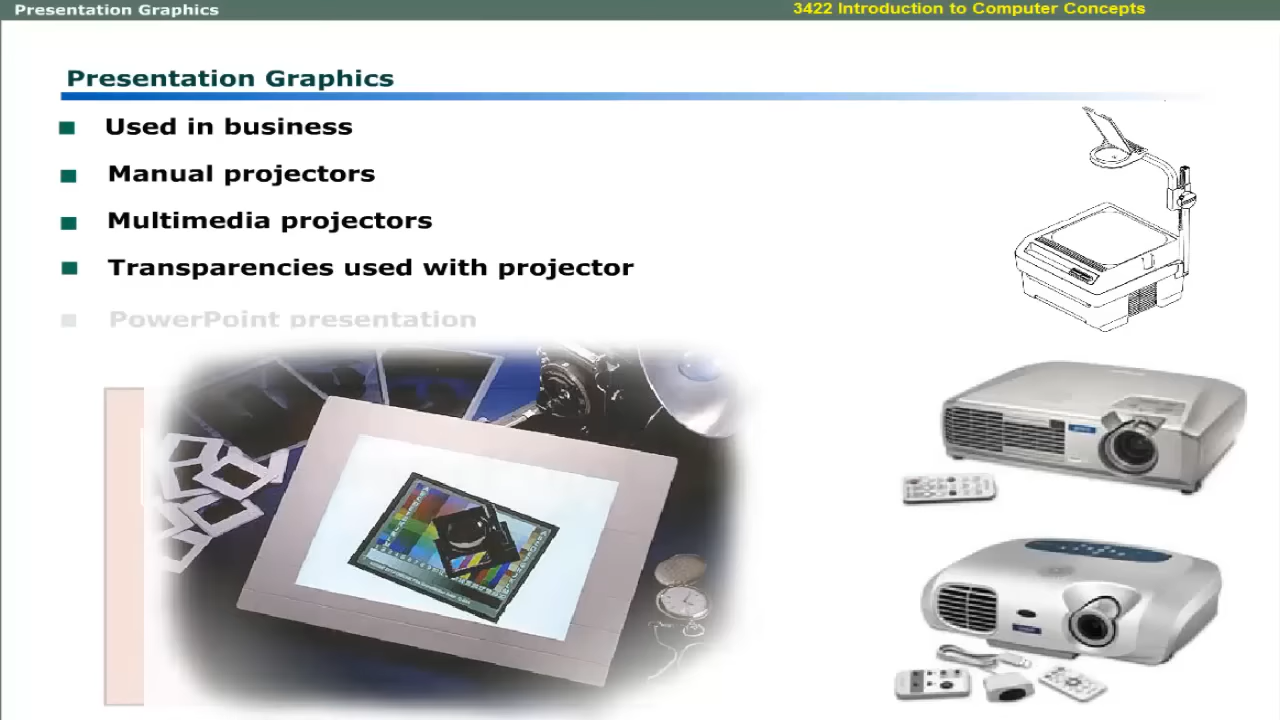 Presentation Graphics
3422 Introduction to Computer Concepts
Presentation Graphics
Used in business
Manual projectors
Multimedia projectors
Transparencies used with projector
PowerPoint presentation